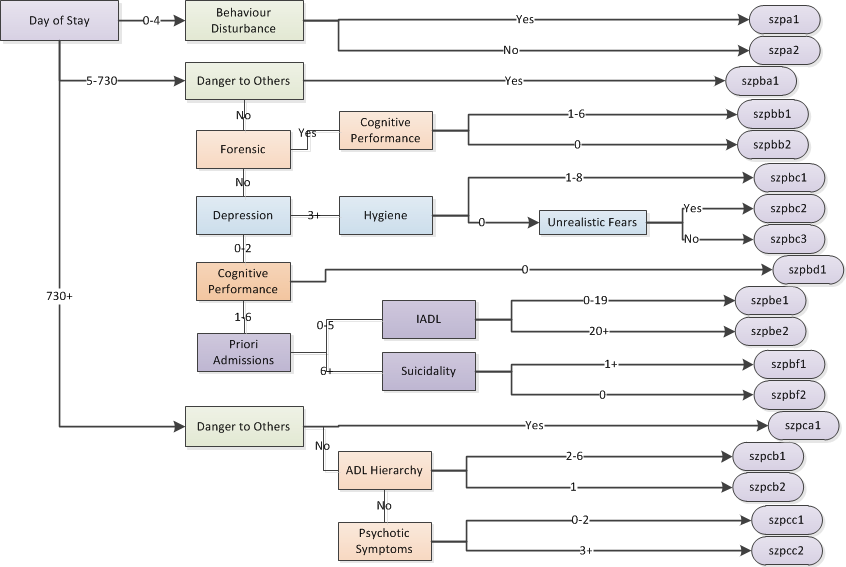 Day of Stay
0-4
Behaviour
Disturbance
Yes
szpa1
No
szpa2
5-730
Danger to Others
Yes
szpba1
No
Forensic
Yes
Cognitive
Performance
1-6
szpbb1
0
szpbb2
No
Depression
3+
Hygiene
1-8
szpbc1
0
Unrealistic Fears
Yes
szpbc2
No
szpbc3
0-2
Cognitive
Performance
0
szpbd1
730+
1-6
Priori
Admissions
0-5
IADL
0-19
szpbe1
20+
szpbe2
6+
Suicidality
1+
szpbf1
0
szpbf2
Danger to Others
Yes
szpca1
No
ADL Hierarchy
2-6
szpcb1
1
szpcb2
No
Psychotic
Symptoms
0-2
szpcc1
3+
szpcc2